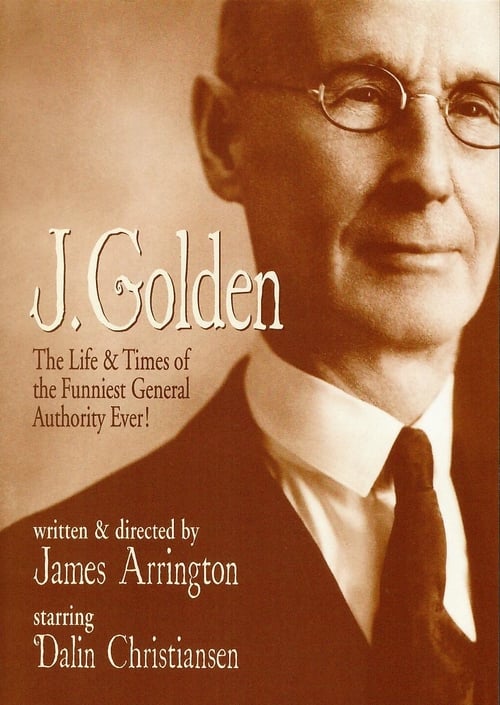 J. Golden
The Life & Times of
the Funniest General
Authority Ever!
written & directed by
James Arrington
starring
Dalin Christiansen